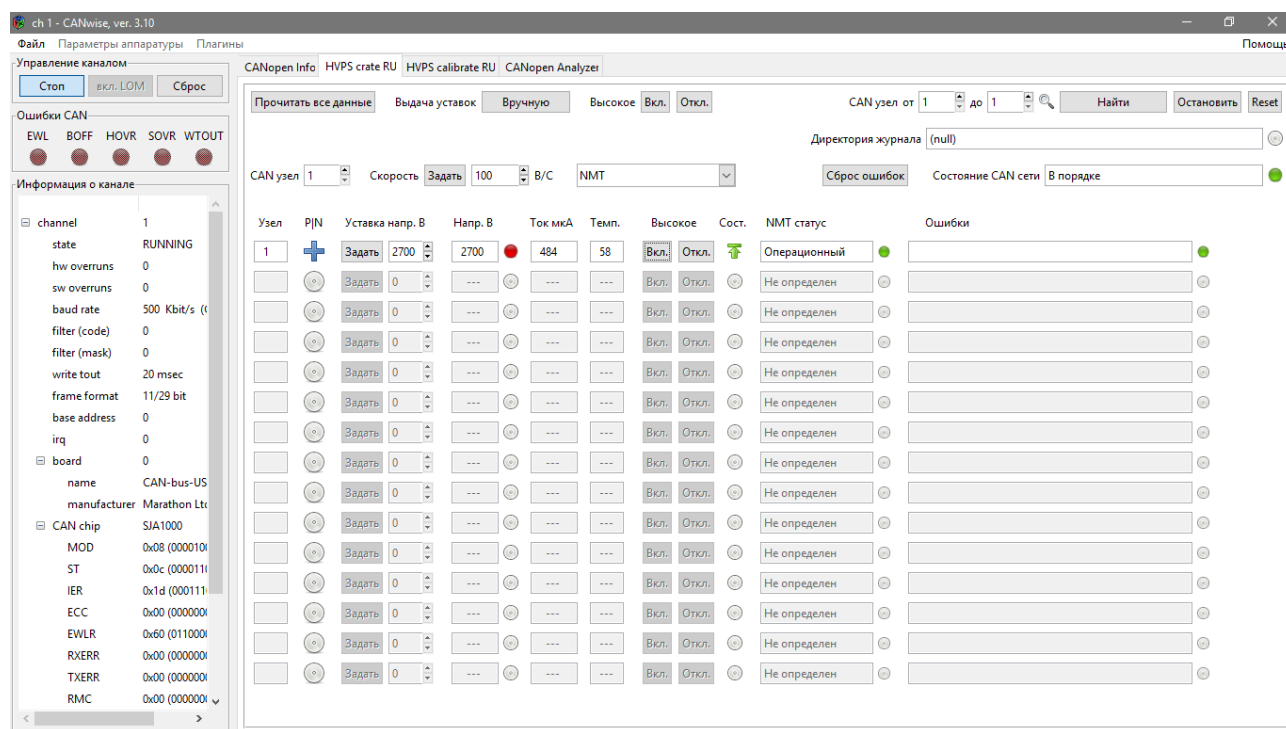 ch 1 - CANwise, ver. 3.10
Файл Параметры аппаратуры Плагины Помощь
Управление каналом
Стоп вкл. LOM Сброс
Ошибки CAN
EWL BOFF HOVR SOVR WTOUT
Информация о канале
channel 1
state RUNNING
hw overruns 0
sw overruns 0
baud rate 500 Kbit/s (
filter (code) 0
filter (mask) 0
write tout 20 msec
frame format 11/29 bit
base address 0
irq 0
board 0
name CAN-bus-US
manufacturer Marathon Ltd
CAN chip SJA1000
MOD 0x08 (000010
ST 0x0c (000011
IER 0x1d (000111
ECC 0x00 (000000
EWLR 0x60 (011000
RXERR 0x00 (000000
TXERR 0x00 (000000
RMC 0x00 (000000
CANopen Info HVPS crate RU HVPS calibrate RU CANopen Analyzer
Прочитать все данные Выдача уставок Вручную Высокое Вкл. Откл. CAN узел от 1 до 1 Найти Остановить Reset
Директория журнала (null)
CAN узел 1 Скорость Задать 100 В/С NMT Сброс ошибок Состояние CAN сети В порядке
Узел P|N Уставка напр. В Напр. В Ток мкА Темп. Высокое Сост. NMT статус Ошибки
1 Задать 2700 2700 484 58 Вкл. Откл. Операционный
Задать 0 --- --- --- Вкл. Откл. Не определен
Задать 0 --- --- --- Вкл. Откл. Не определен
Задать 0 --- --- --- Вкл. Откл. Не определен
Задать 0 --- --- --- Вкл. Откл. Не определен
Задать 0 --- --- --- Вкл. Откл. Не определен
Задать 0 --- --- --- Вкл. Откл. Не определен
Задать 0 --- --- --- Вкл. Откл. Не определен
Задать 0 --- --- --- Вкл. Откл. Не определен
Задать 0 --- --- --- Вкл. Откл. Не определен
Задать 0 --- --- --- Вкл. Откл. Не определен
Задать 0 --- --- --- Вкл. Откл. Не определен
Задать 0 --- --- --- Вкл. Откл. Не определен
Задать 0 --- --- --- Вкл. Откл. Не определен
Задать 0 --- --- --- Вкл. Откл. Не определен